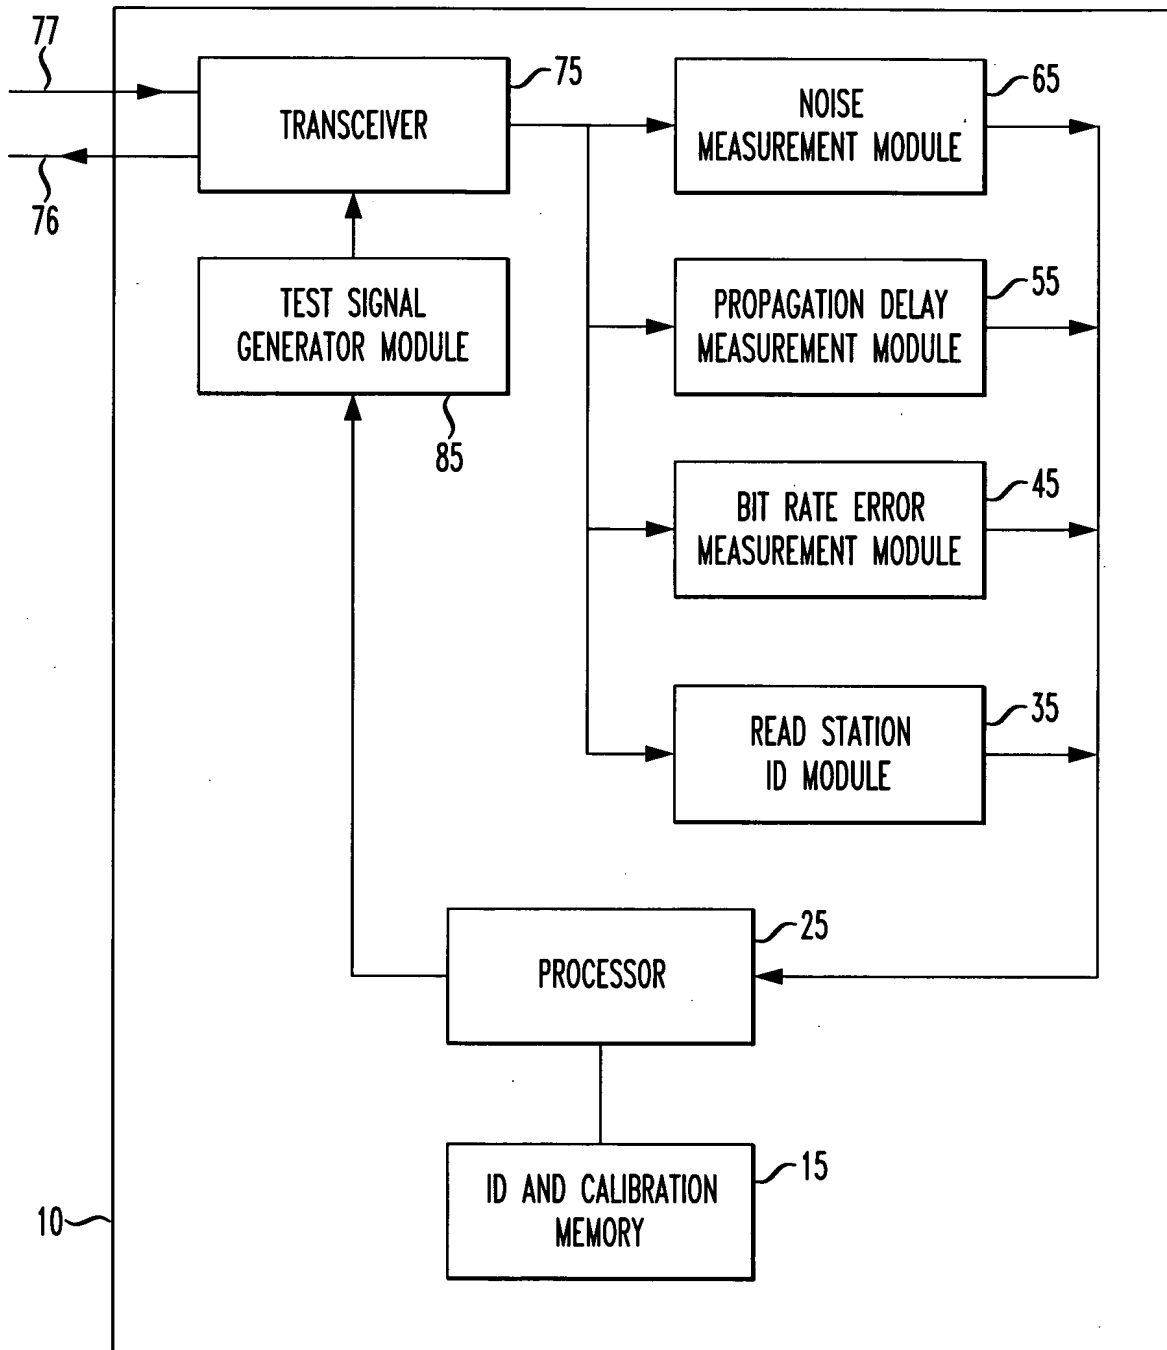 77
75
65
TRANSCEIVER
NOISE
MEASUREMENT MODULE
76
TEST SIGNAL
GENERATOR MODULE
85
55
PROPAGATION DELAY
MEASUREMENT MODULE
45
BIT RATE ERROR
MEASUREMENT MODULE
35
READ STATION
ID MODULE
25
PROCESSOR
15
ID AND CALIBRATION
MEMORY
10